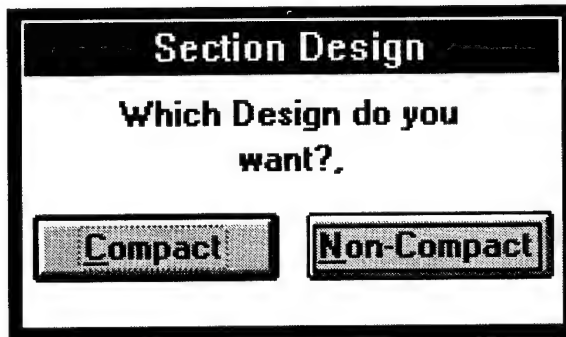 Section Design
Which Design do you
want?,
Compact
Non-Compact